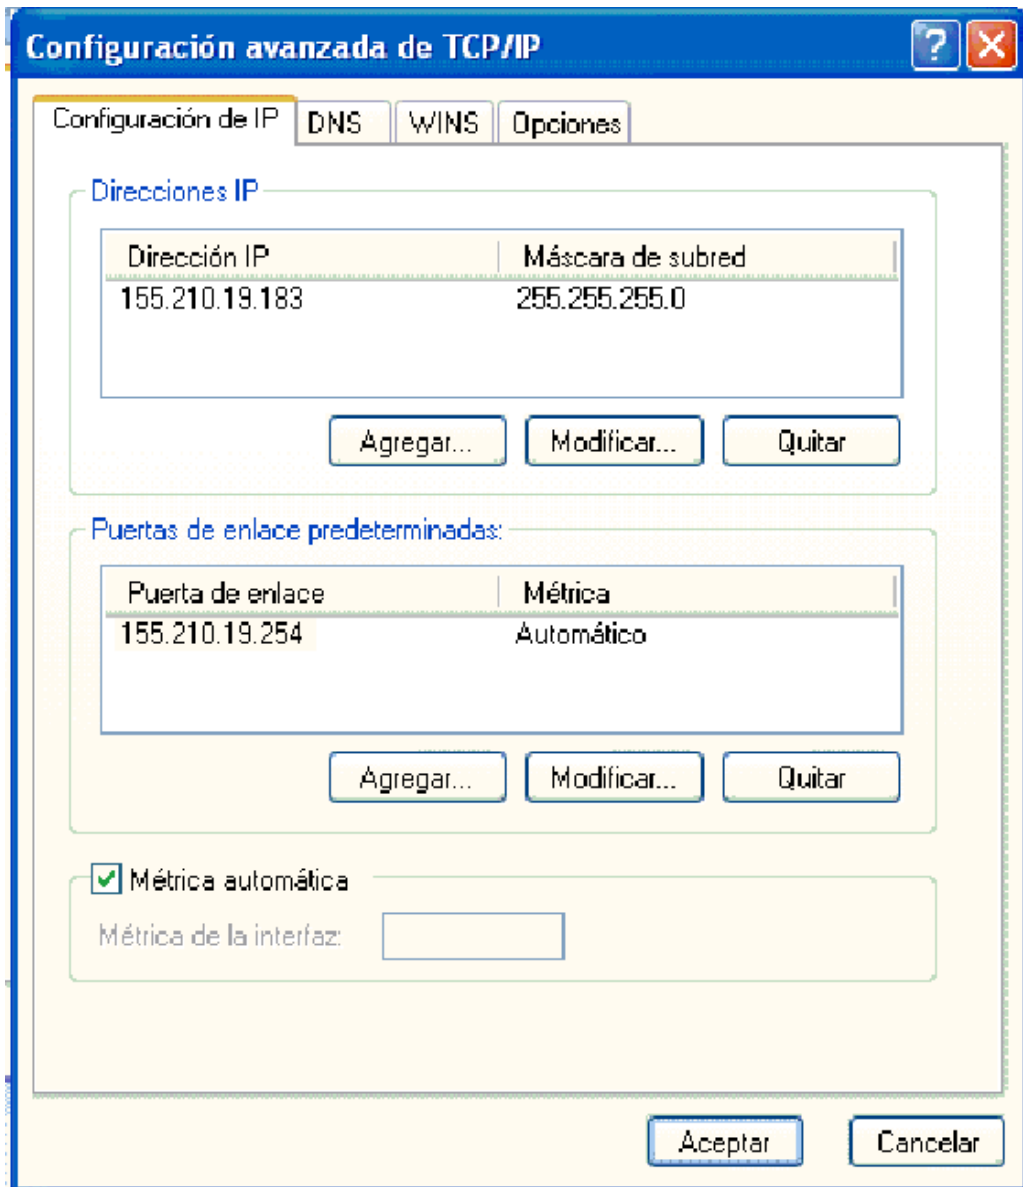 Configuración avanzada de TCP/IP
Configuración de IP DNS WINS Opciones
Direcciones IP
Dirección IP Máscara de subred
155.210.19.183 255.255.255.0
Agregar... Modificar... Quitar
Puertas de enlace predeterminadas:
Puerta de enlace Métrica
155.210.19.254 Automático
Agregar... Modificar... Quitar
Métrica automática
Métrica de la interfaz:
Aceptar Cancelar